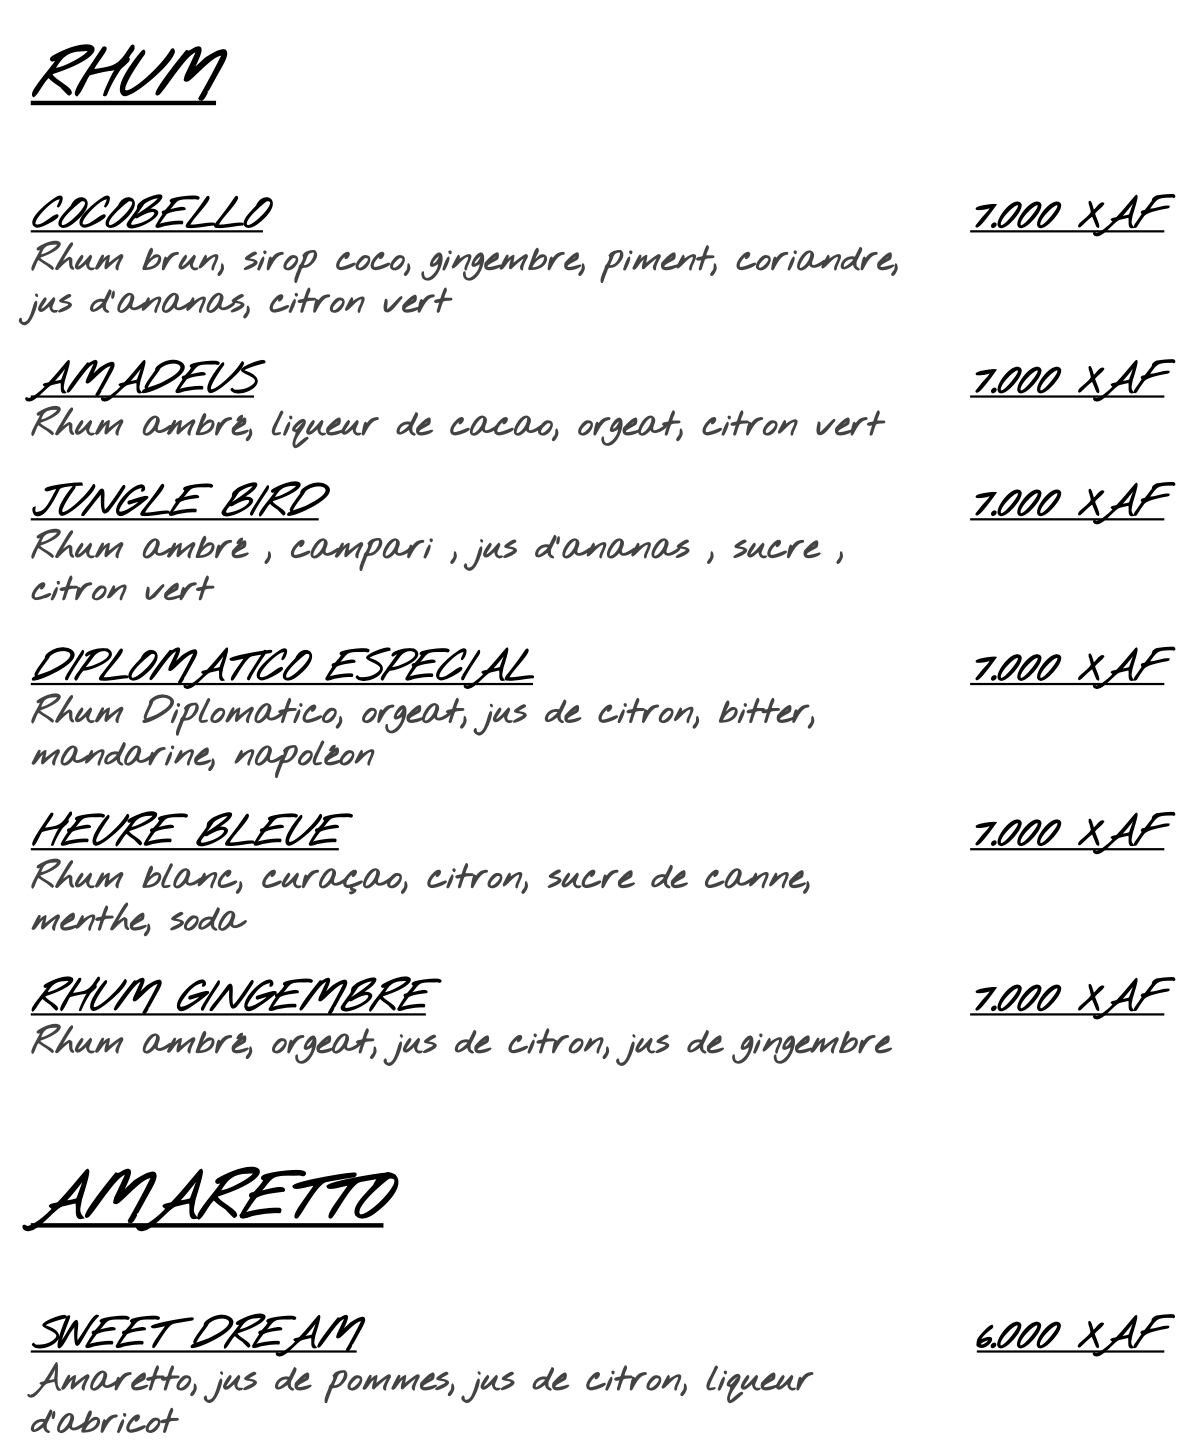 RHUM
COCOBELLO 7.000 XAF
Rhum brun, sirop coco, gingembre, piment, coriandre,
jus d'ananas, citron vert
AMADEUS 7.000 XAF
Rhum ambré, liqueur de cacao, orgeat, citron vert
JUNGLE BIRD 7.000 XAF
Rhum ambré , campari , jus d'ananas , sucre ,
citron vert
DIPLOMATICO ESPECIAL 7.000 XAF
Rhum Diplomatico, orgeat, jus de citron, bitter,
mandarine, napoléon
HEURE BLEUE 7.000 XAF
Rhum blanc, curaçao, citron, sucre de canne,
menthe, soda
RHUM GINGEMBRE 7.000 XAF
Rhum ambré, orgeat, jus de citron, jus de gingembre
AMARETTO
SWEET DREAM 6.000 XAF
Amaretto, jus de pommes, jus de citron, liqueur
d'abricot